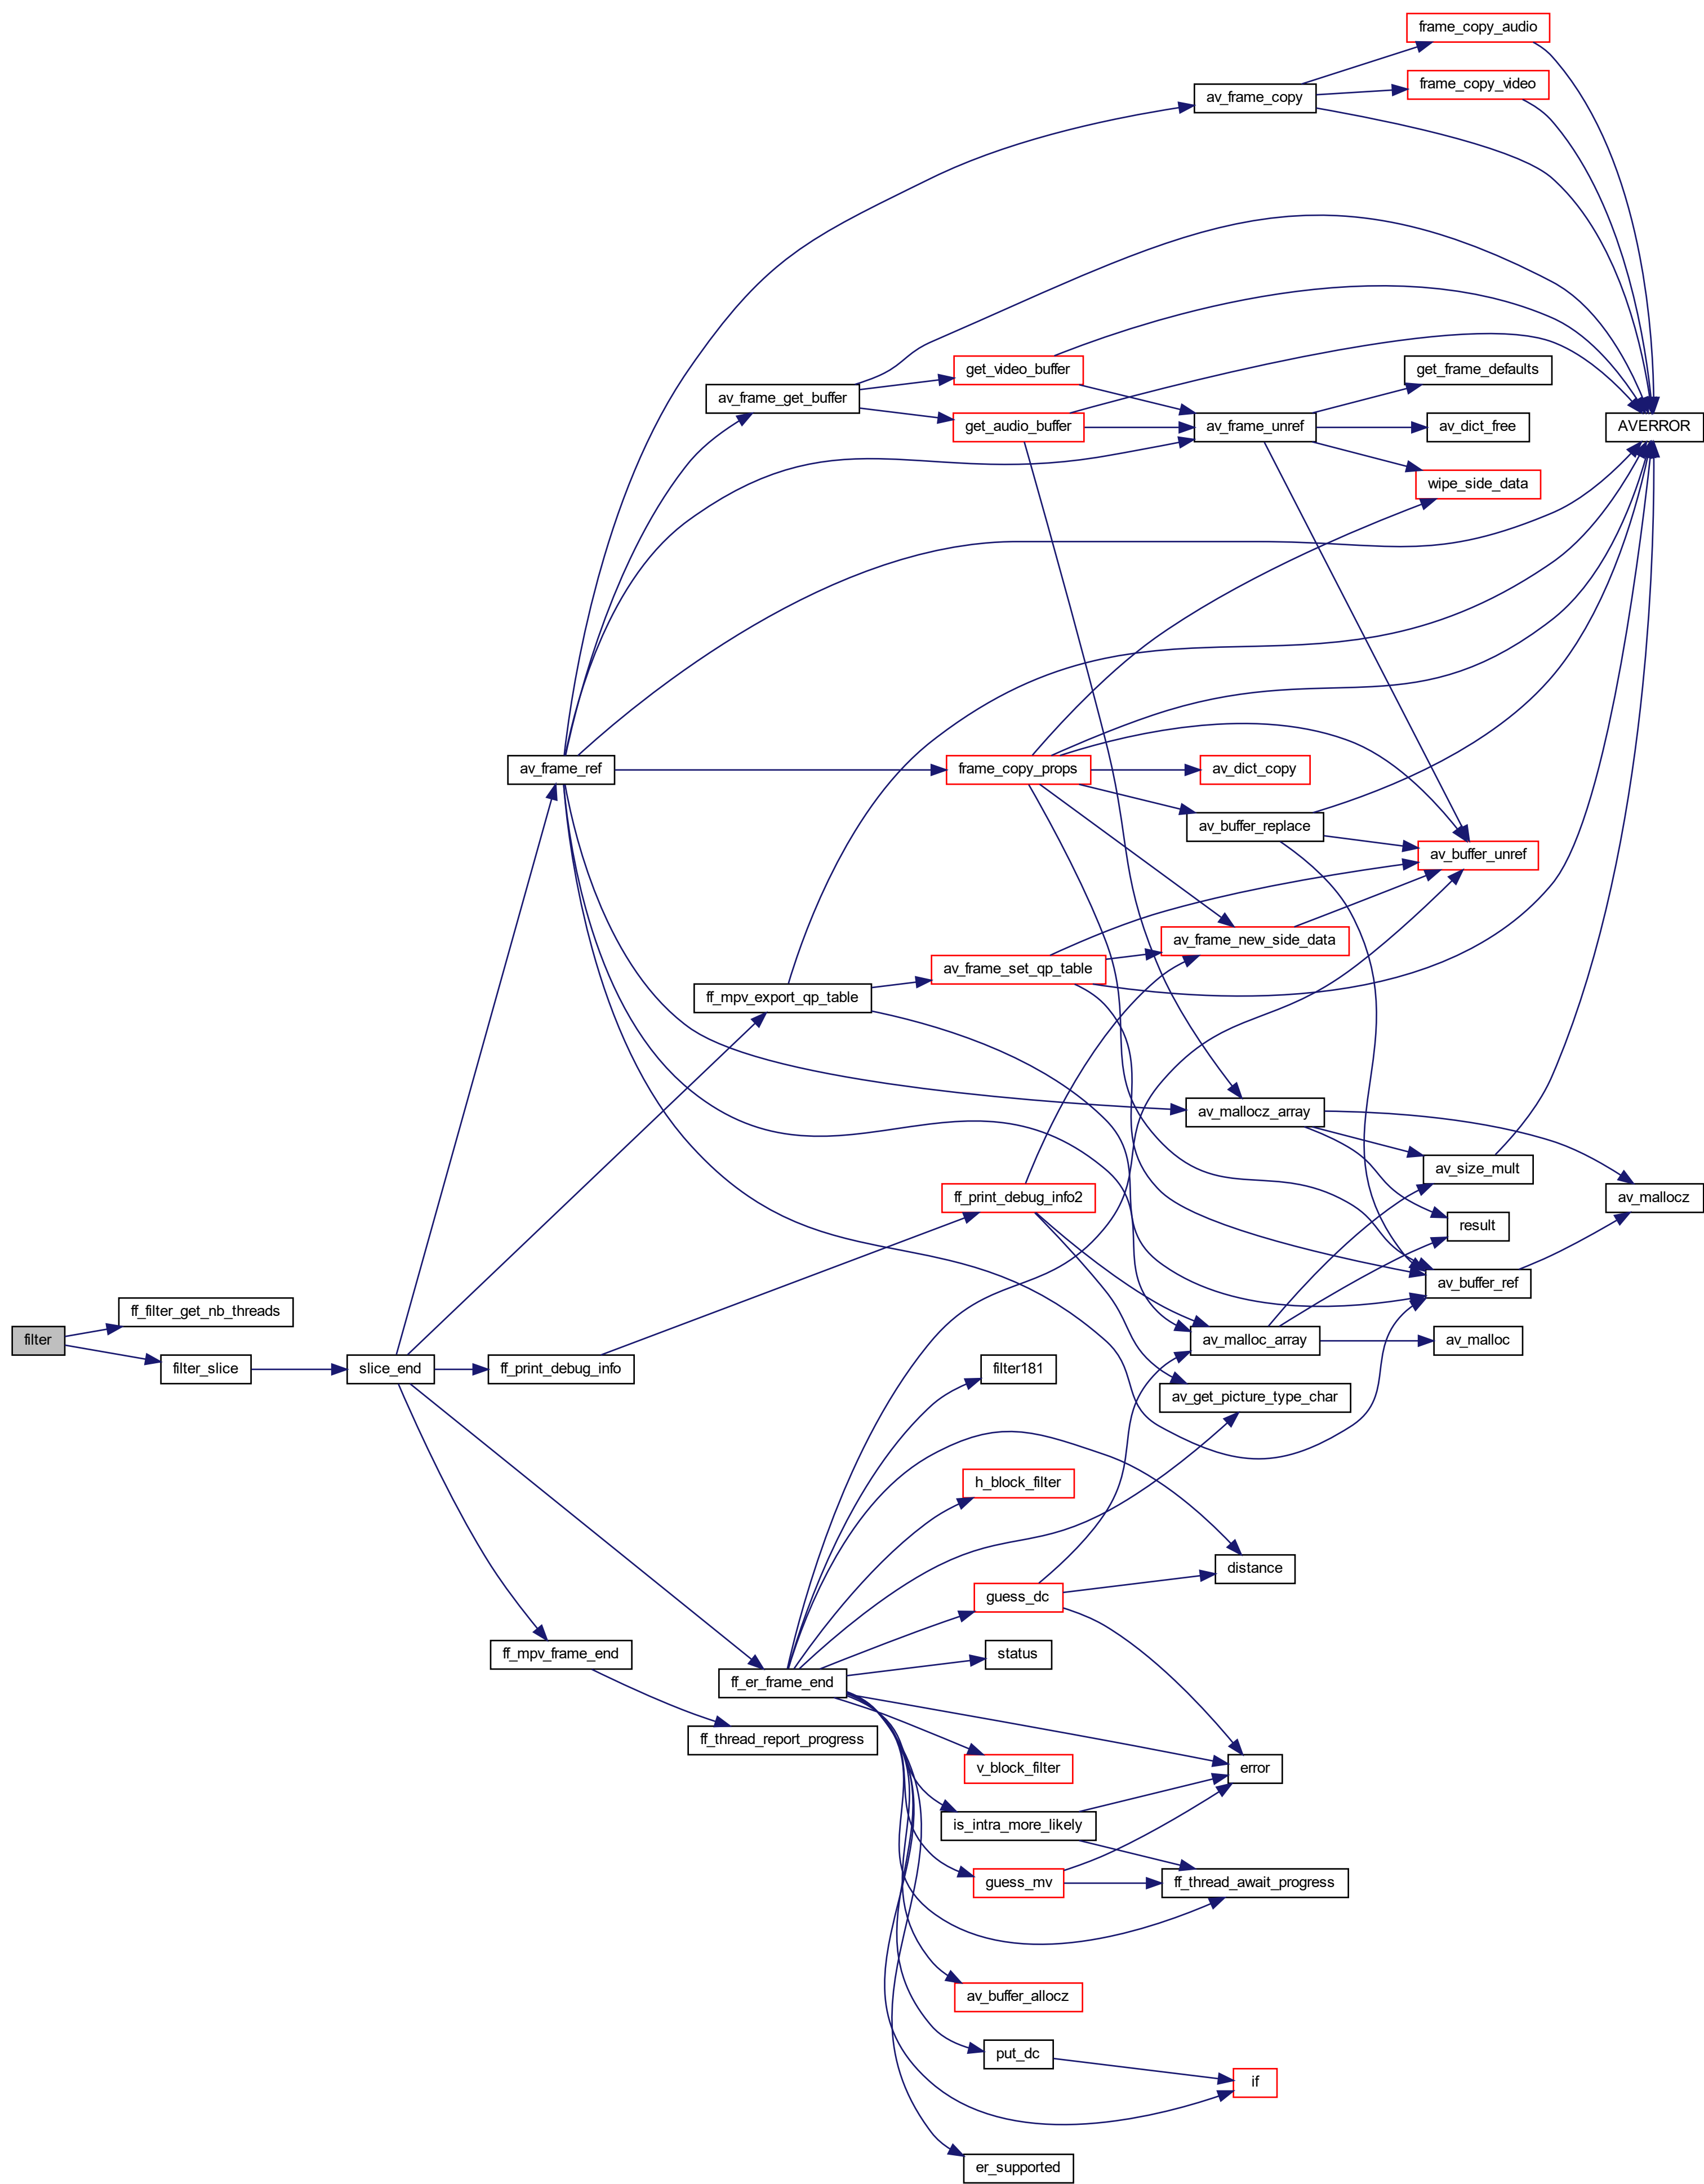 frame_copy_audio
frame_copy_video
av_frame_copy
get_video_buffer
get_frame_defaults
av_frame_get_buffer
get_audio_buffer
av_frame_unref
av_dict_free
AVERROR
wipe_side_data
av_frame_ref
frame_copy_props
av_dict_copy
av_buffer_replace
av_buffer_unref
av_frame_new_side_data
av_frame_set_qp_table
ff_mpv_export_qp_table
av_mallocz_array
av_size_mult
ff_print_debug_info2
av_mallocz
result
av_buffer_ref
ff_filter_get_nb_threads
filter
av_malloc_array
av_malloc
filter_slice
slice_end
ff_print_debug_info
filter181
av_get_picture_type_char
h_block_filter
distance
guess_dc
ff_mpv_frame_end
status
ff_er_frame_end
ff_thread_report_progress
v_block_filter
error
is_intra_more_likely
guess_mv
ff_thread_await_progress
av_buffer_allocz
put_dc
if
er_supported